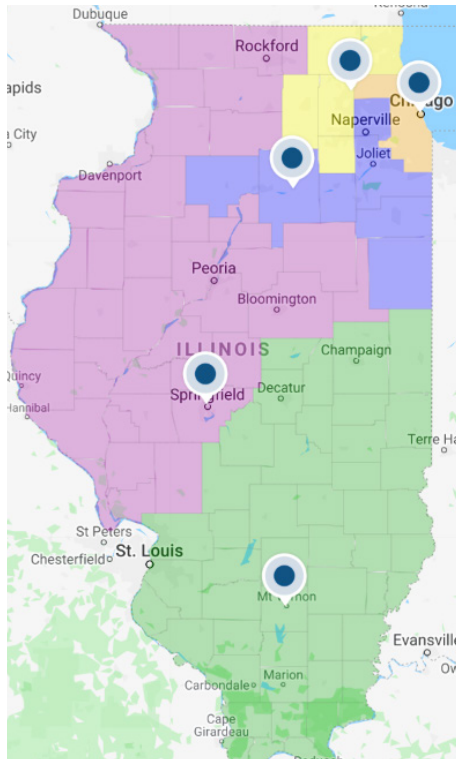 Dubuque
Rockford
apids
Chicago
Naperville
City
Joliet
Davenport
Peoria
Bloomington
ILLINOIS
Champaign
Quincy
Springfield
Decatur
Hannibal
Terre Ha
St Peters
St. Louis
Chesterfield
Mt Vernon
Evansville
Marion
Carbondale
Ow
Cape
Girardeau